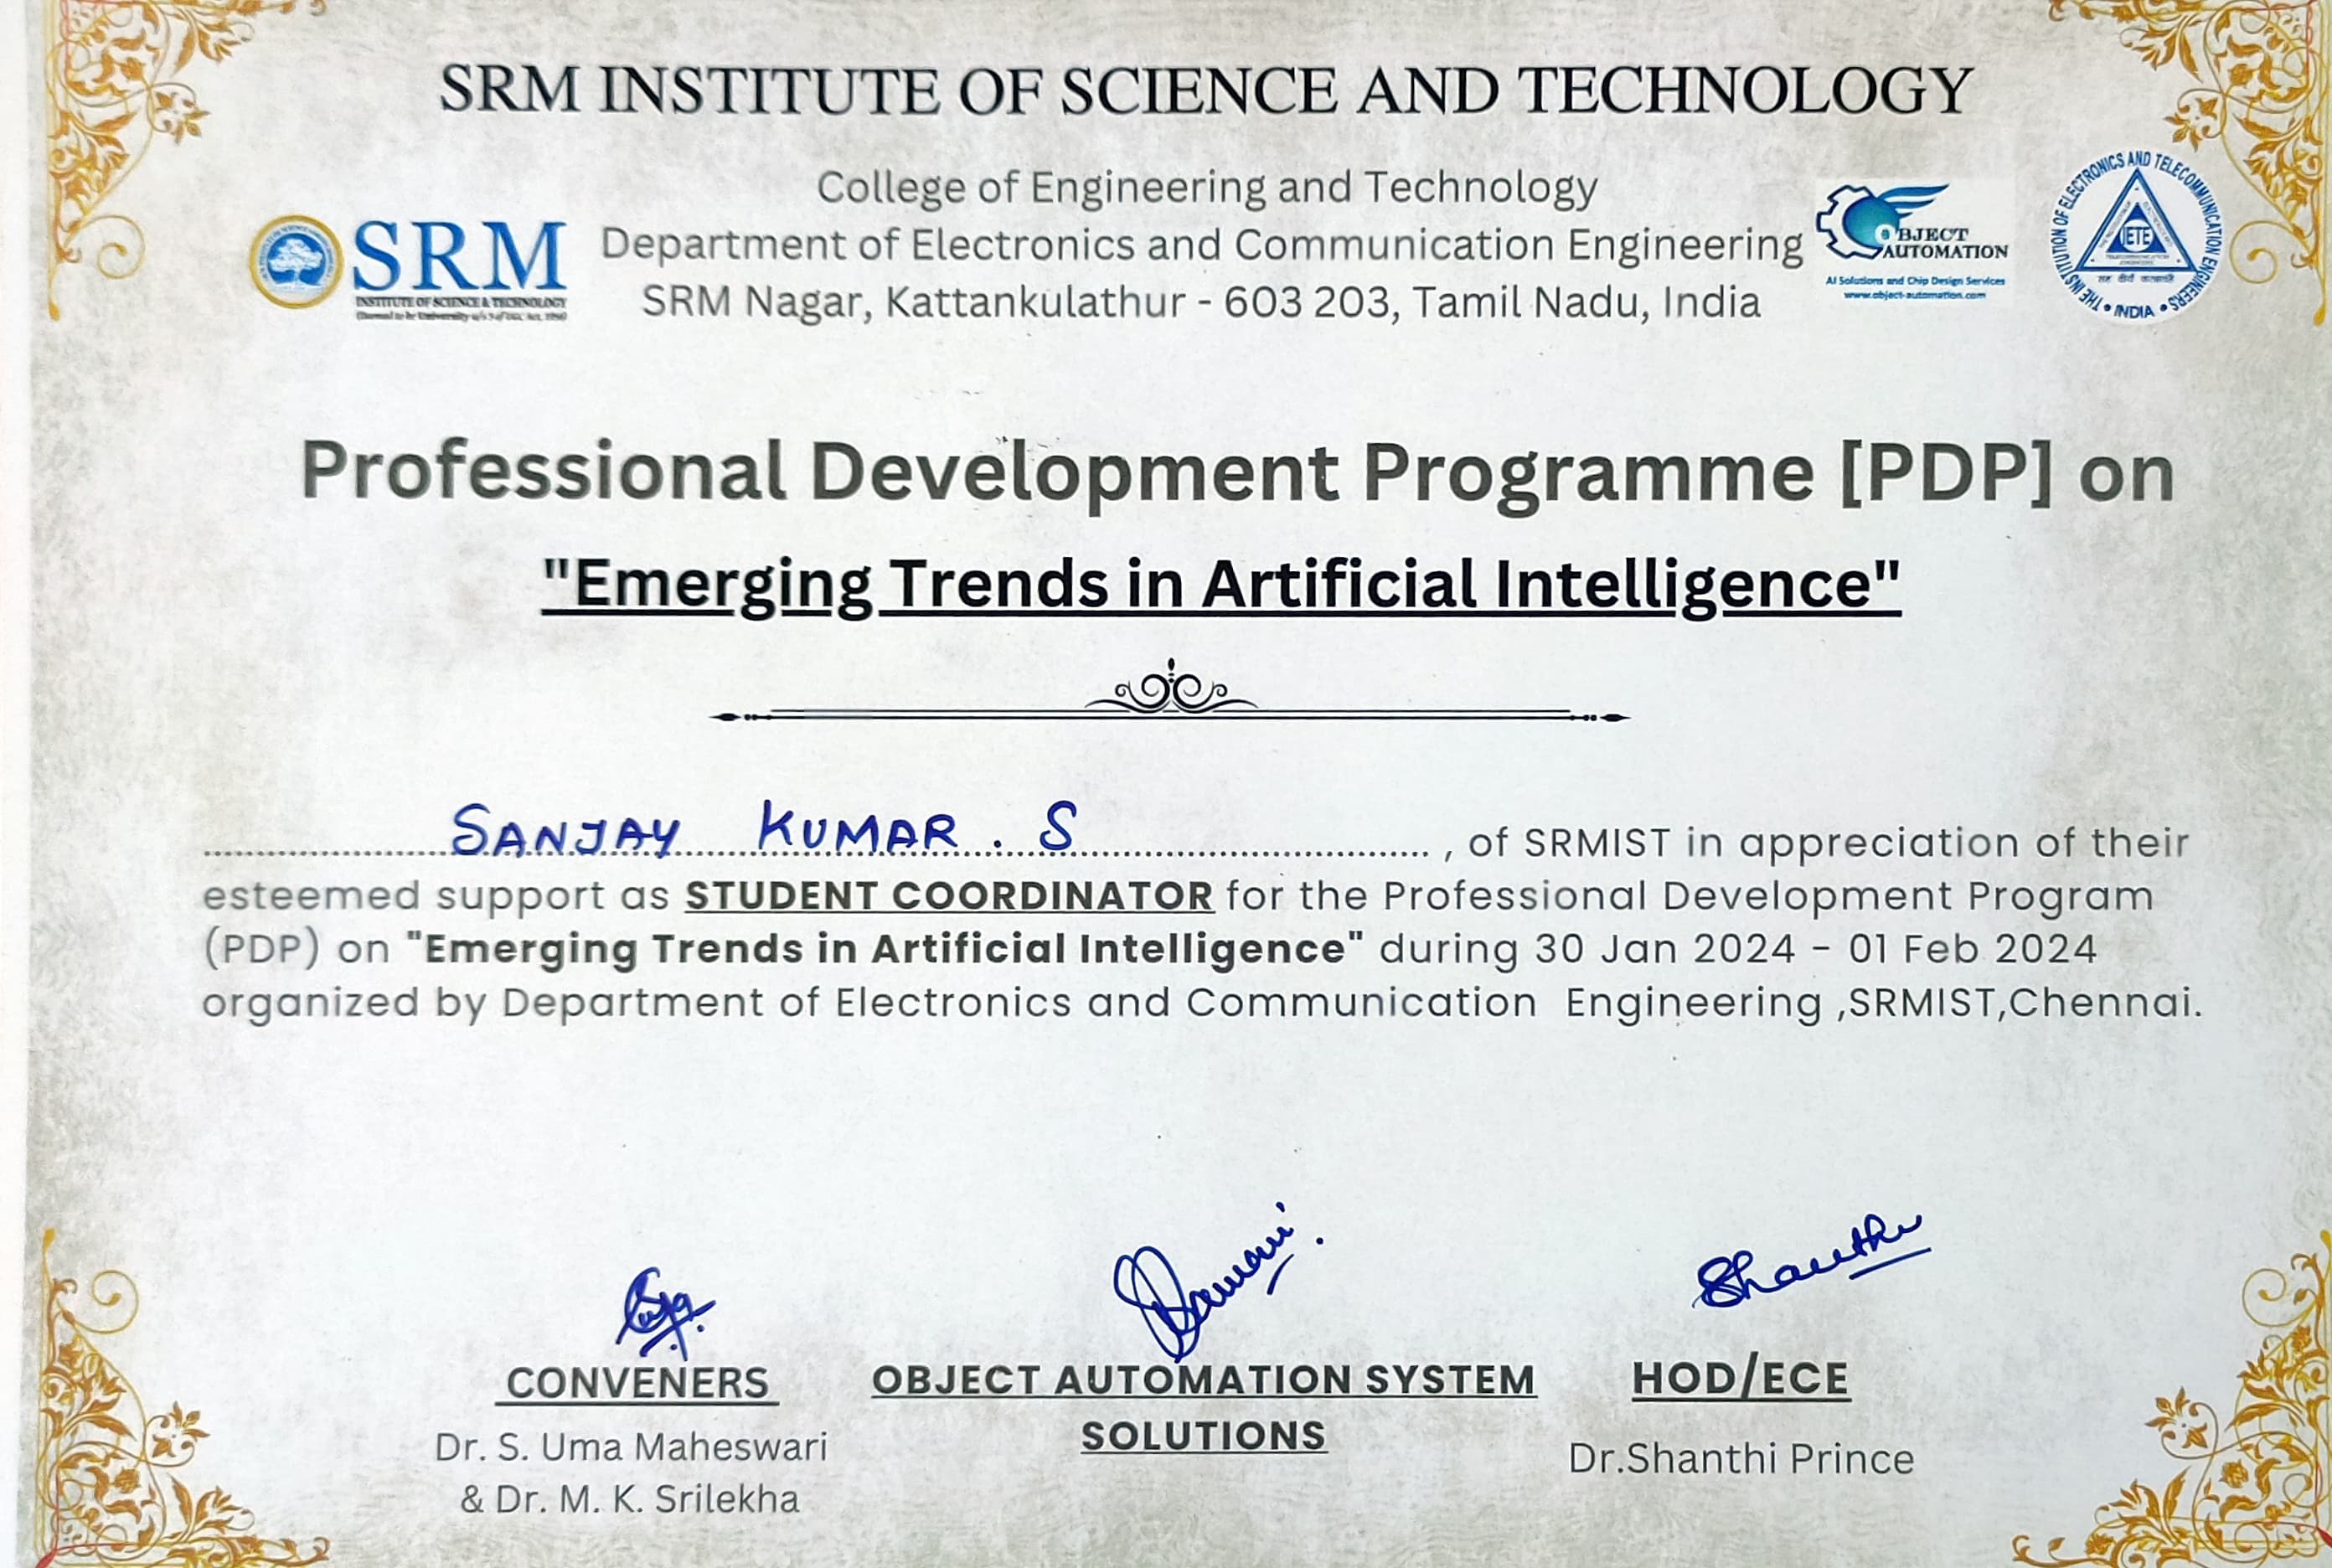 SRM INSTITUTE OF SCIENCE AND TECHNOLOGY
College of Engineering and Technology
Department of Electronics and Communication Engineering
SRM Nagar, Kattankulathur - 603 203, Tamil Nadu, India
SRM
INSTITUTE OF SCIENCE & TECHNOLOGY
(Deemed to be University u/s 3 of UGC Act, 1956)
OBJECT
AUTOMATION
AI Solutions and Chip Design Services
www.object-automation.com
THE INSTITUTION OF ELECTRONICS AND TELECOMMUNICATION ENGINEERS
IETE
• INDIA •
Professional Development Programme [PDP] on
"Emerging Trends in Artificial Intelligence"
SANJAY KUMAR . S , of SRMIST in appreciation of their
esteemed support as STUDENT COORDINATOR for the Professional Development Program
(PDP) on "Emerging Trends in Artificial Intelligence" during 30 Jan 2024 - 01 Feb 2024
organized by Department of Electronics and Communication Engineering ,SRMIST,Chennai.
CONVENERS
Dr. S. Uma Maheswari
& Dr. M. K. Srilekha
OBJECT AUTOMATION SYSTEM
SOLUTIONS
Shanthi
HOD/ECE
Dr.Shanthi Prince